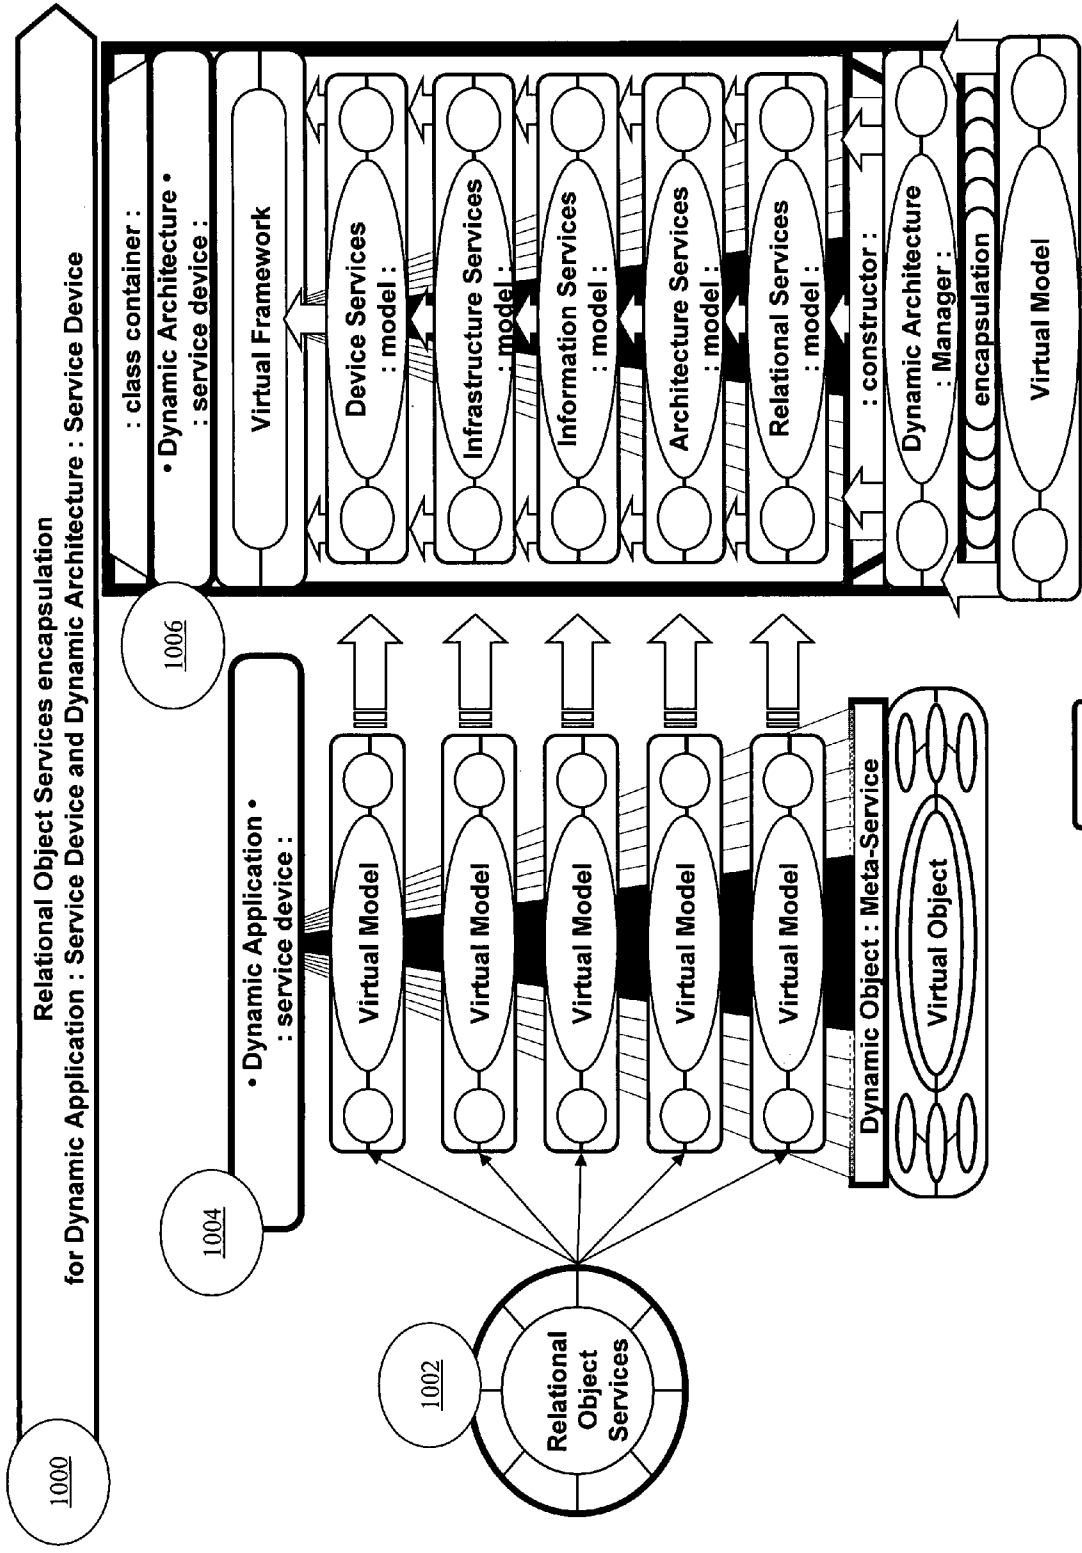 1000
Relational Object Services encapsulation
for Dynamic Application : Service Device and Dynamic Architecture : Service Device
1002
Relational
Object
Services
1004
• Dynamic Application •
: service device :
Virtual Model
Virtual Model
Virtual Model
Virtual Model
Virtual Model
Dynamic Object : Meta-Service
Virtual Object
1006
: class container :
• Dynamic Architecture •
: service device :
Virtual Framework
Device Services
: model :
Infrastructure Services
: model :
Information Services
: model :
Architecture Services
: model :
Relational Services
: model :
: constructor :
Dynamic Architecture
: Manager :
encapsulation
Virtual Model